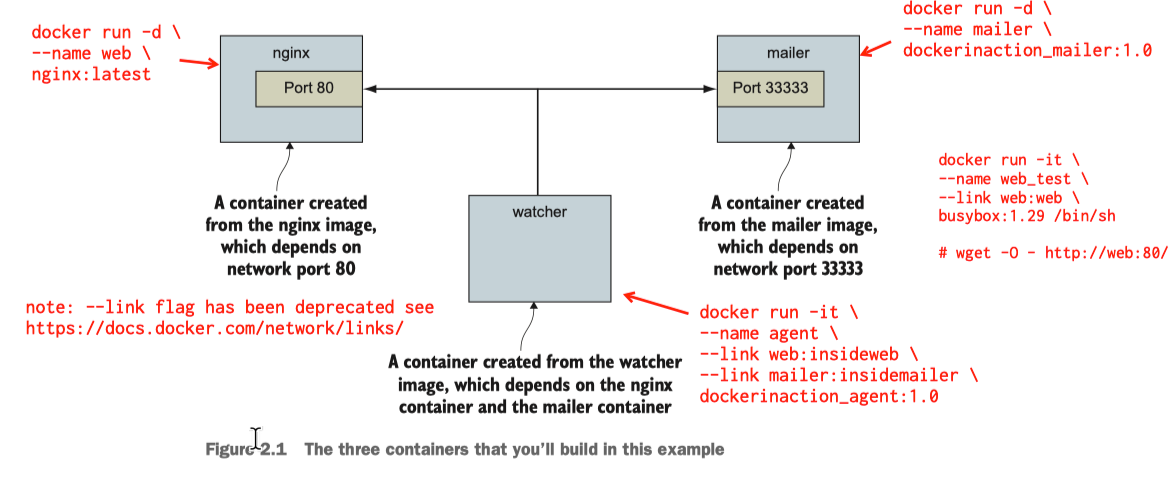 docker run -d \
--name web \
nginx:latest
nginx
Port 80
docker run -d \
--name mailer \
dockerinaction_mailer:1.0
mailer
Port 33333
A container created
from the nginx image,
which depends on
network port 80
watcher
A container created
from the mailer image,
which depends on
network port 33333
docker run -it \
--name web_test \
--link web:web \
busybox:1.29 /bin/sh
# wget -O - http://web:80/
note: --link flag has been deprecated see
https://docs.docker.com/network/links/
docker run -it \
--name agent \
--link web:insideweb \
--link mailer:insidemailer \
dockerinaction_agent:1.0
A container created from the watcher
image, which depends on the nginx
container and the mailer container
Figure 2.1 The three containers that you’ll build in this example